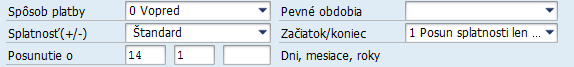 Spôsob platby 0 Vopred Pevné obdobia
Splatnosť(+/-) Štandard Začiatok/koniec 1 Posun splatnosti len ...
Posunutie o 14 1 Dni, mesiace, roky